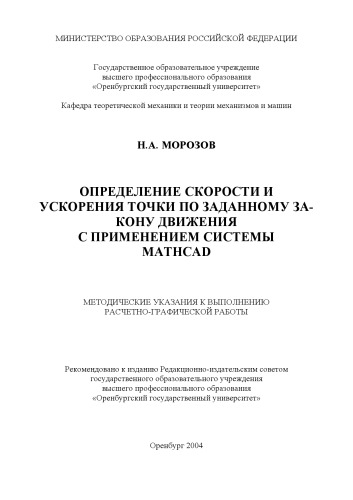 МИНИСТЕРСТВО ОБРАЗОВАНИЯ РОССИЙСКОЙ ФЕДЕРАЦИИ
Государственное образовательное учреждение
высшего профессионального образования
«Оренбургский государственный университет»
Кафедра теоретической механики и теории механизмов и машин
Н.А. МОРОЗОВ
ОПРЕДЕЛЕНИЕ СКОРОСТИ И
УСКОРЕНИЯ ТОЧКИ ПО ЗАДАННОМУ ЗА-
КОНУ ДВИЖЕНИЯ
С ПРИМЕНЕНИЕМ СИСТЕМЫ
MATHCAD
МЕТОДИЧЕСКИЕ УКАЗАНИЯ К ВЫПОЛНЕНИЮ
РАСЧЕТНО-ГРАФИЧЕСКОЙ РАБОТЫ
Рекомендовано к изданию Редакционно-издательским советом
государственного образовательного учреждения
высшего профессионального образования
«Оренбургский государственный университет»
Оренбург 2004